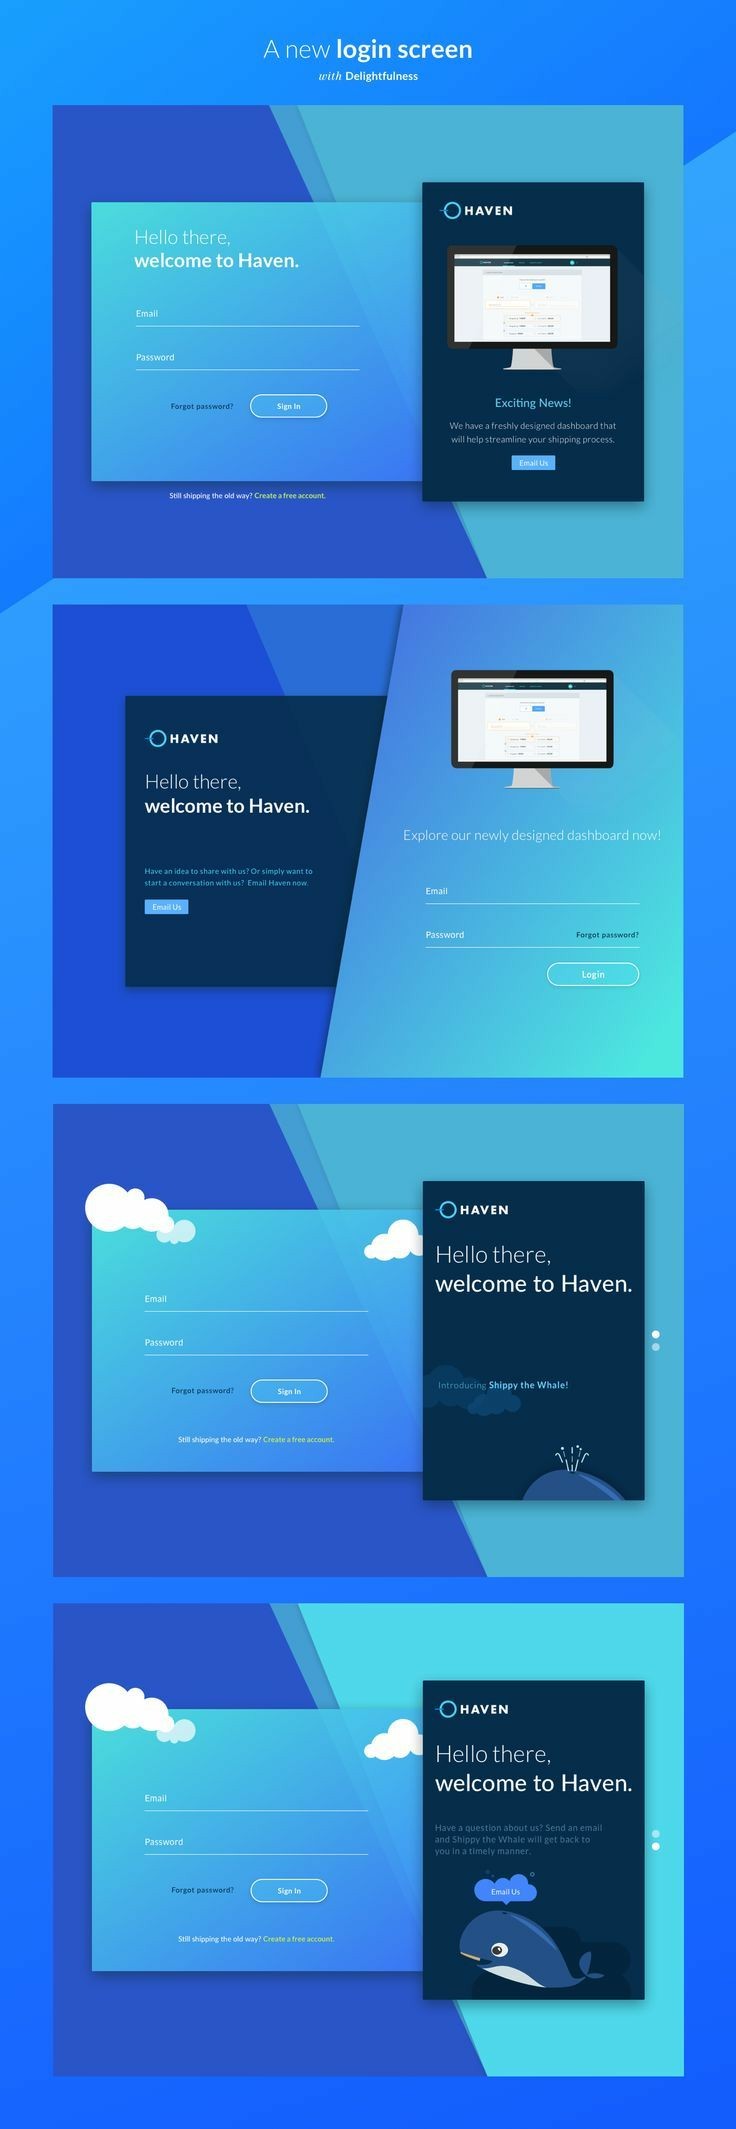 A new login screen
with Delightfulness
Hello there,
welcome to Haven.
Email
Password
Forgot password?
Sign In
Still shipping the old way? Create a free account.
HAVEN
Exciting News!
We have a freshly designed dashboard that
will help streamline your shipping process.
Email Us
HAVEN
Hello there,
welcome to Haven.
Have an idea to share with us? Or simply want to
start a conversation with us? Email Haven now.
Email Us
Explore our newly designed dashboard now!
Email
Password
Forgot password?
Login
Email
Password
Forgot password?
Sign In
Still shipping the old way? Create a free account.
HAVEN
Hello there,
welcome to Haven.
Introducing Shippy the Whale!
Email
Password
Forgot password?
Sign In
Still shipping the old way? Create a free account.
HAVEN
Hello there,
welcome to Haven.
Have a question about us? Send an email
and Shippy the Whale will get back to
you in a timely manner.
Email Us